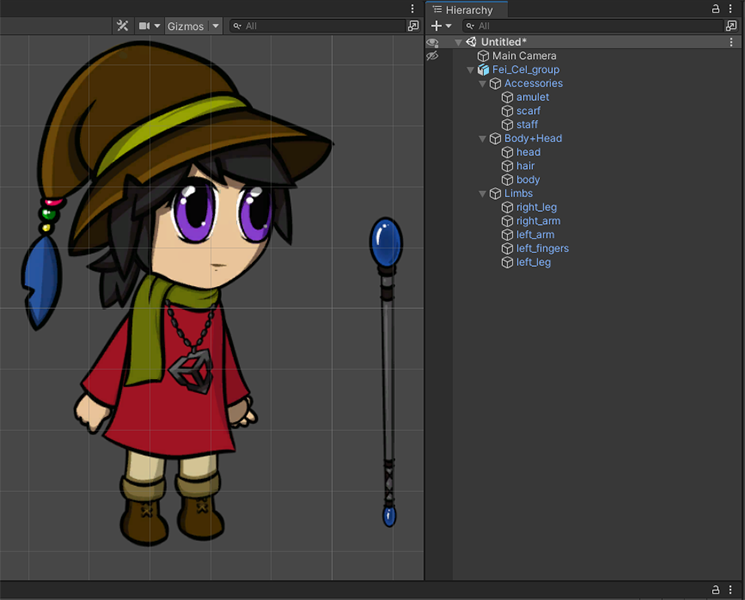 Hierarchy
Gizmos
All
All
Untitled*
Main Camera
Fei_Cel_group
Accessories
amulet
scarf
staff
Body+Head
head
hair
body
Limbs
right_leg
right_arm
left_arm
left_fingers
left_leg